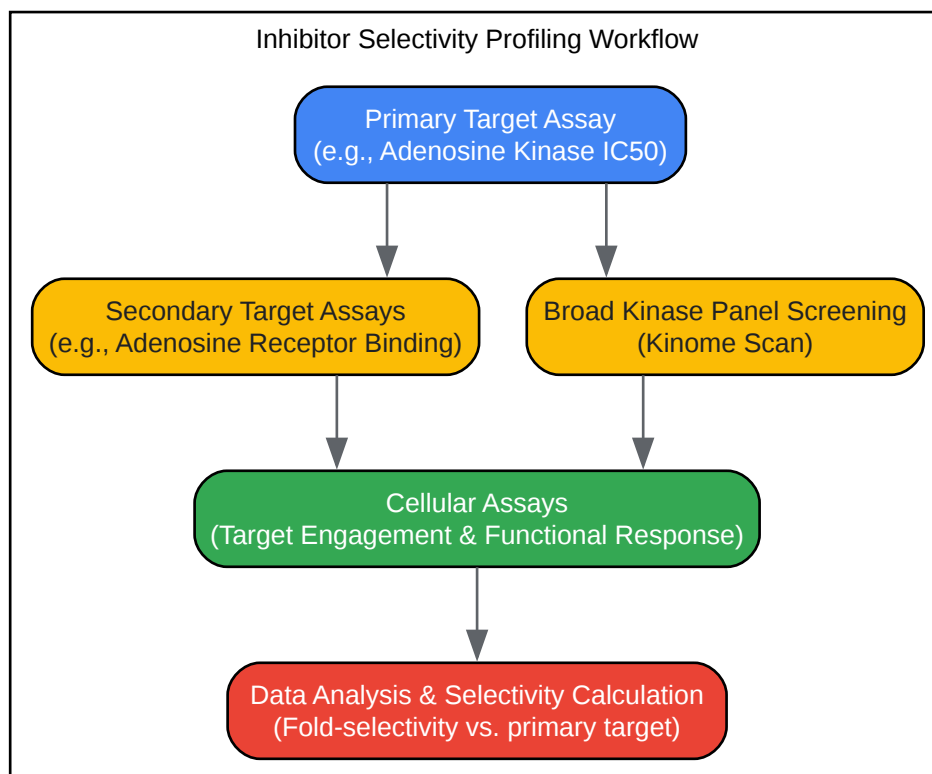 Inhibitor Selectivity Profiling Workflow
Primary Target Assay
(e.g., Adenosine Kinase IC50)
Secondary Target Assays
(e.g., Adenosine Receptor Binding)
Broad Kinase Panel Screening
(Kinome Scan)
Cellular Assays
(Target Engagement & Functional Response)
Data Analysis & Selectivity Calculation
(Fold-selectivity vs. primary target)